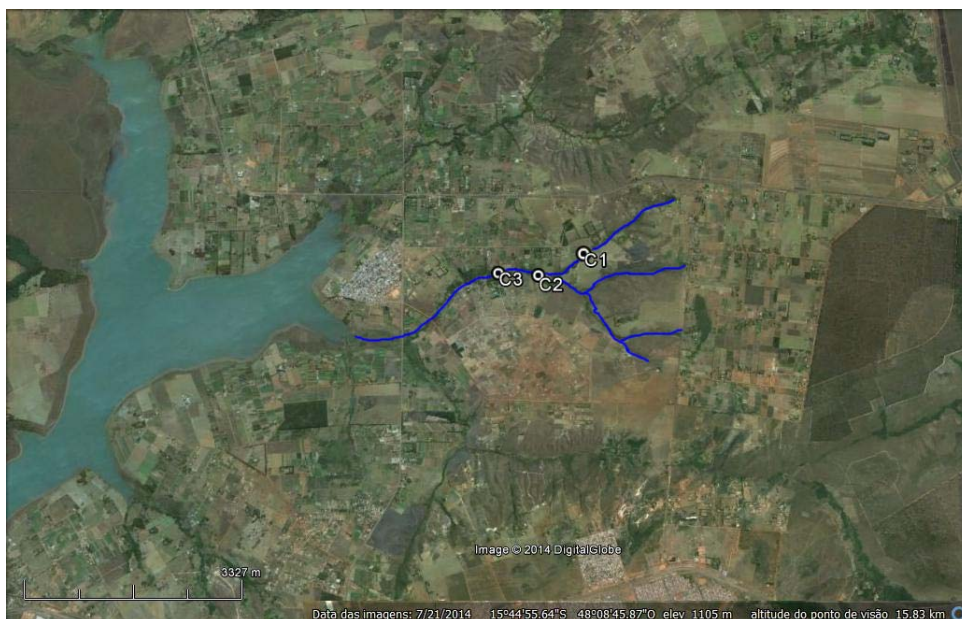 C1
C3
C2
Image © 2014 DigitalGlobe
3327 m
Data das imagens: 7/21/2014 15°44'55.64"S 48°08'45.87"O elev 1105 m altitude do ponto de visão 15.83 km